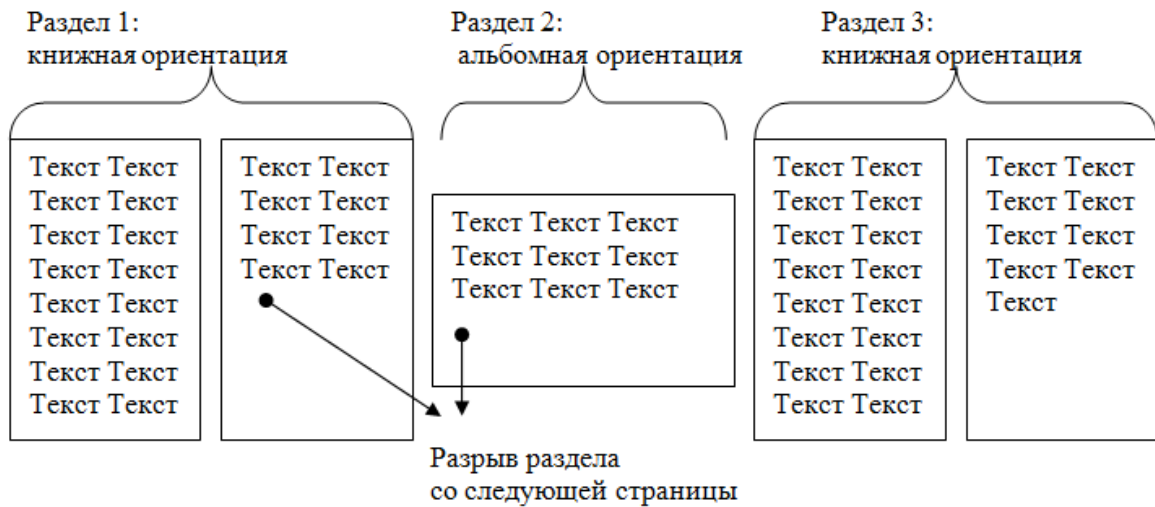 Раздел 1:
книжная ориентация
Раздел 2:
альбомная ориентация
Раздел 3:
книжная ориентация
Текст Текст
Текст Текст
Текст Текст
Текст Текст
Текст Текст
Текст Текст
Текст Текст
Текст Текст
Текст Текст
Текст Текст
Текст Текст
Текст Текст
Текст Текст Текст
Текст Текст Текст
Текст Текст Текст
Текст Текст
Текст Текст
Текст Текст
Текст Текст
Текст Текст
Текст Текст
Текст Текст
Текст Текст
Текст Текст
Текст Текст
Текст Текст
Текст Текст
Текст
Разрыв раздела
со следующей страницы